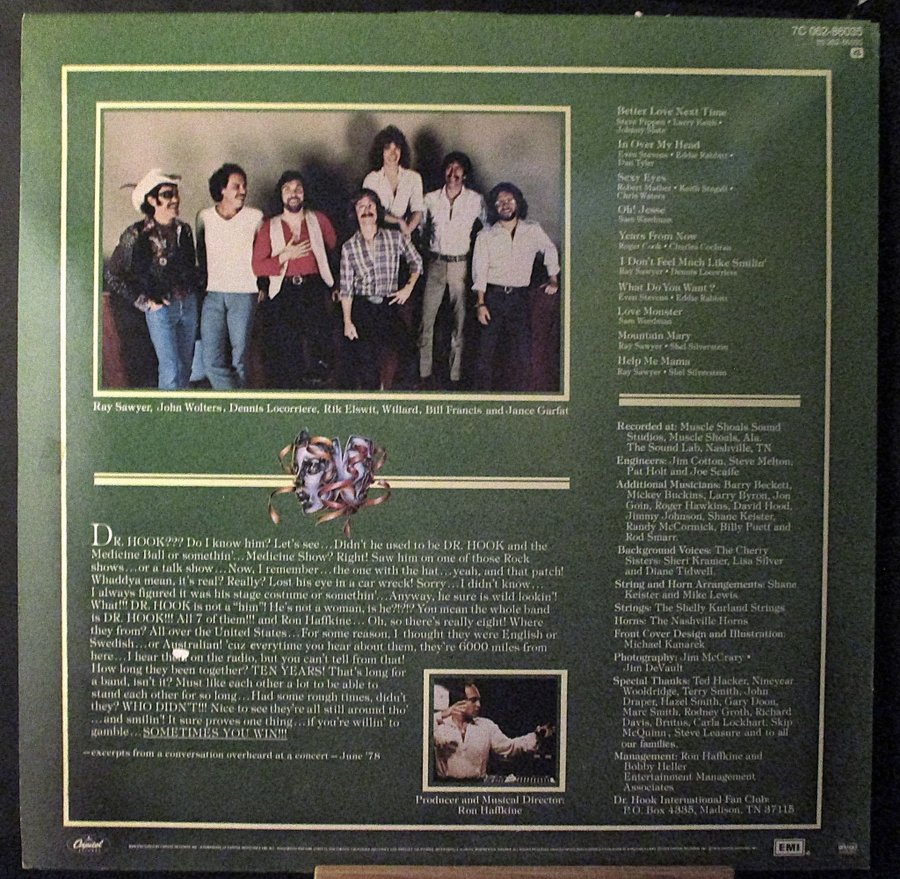 7C 062-86035
Better Love Next Time
Steve Pippin • Larry Keith •
Johnny Slate
In Over My Head
Even Stevens • Eddie Rabbitt •
Dan Tyler
Sexy Eyes
Robert Mather • Keith Stegall •
Chris Waters
Oh! Jesse
Sam Weedman
Years From Now
Roger Cook • Charles Cochran
I Don't Feel Much Like Smilin'
Ray Sawyer • Dennis Locorriere
What Do You Want?
Even Stevens • Eddie Rabbitt
Love Monster
Sam Weedman
Mountain Mary
Ray Sawyer • Shel Silverstein
Help Me Mama
Ray Sawyer • Shel Silverstein
Ray Sawyer, John Wolters, Dennis Locorriere, Rik Elswit, Willard, Bill Francis and Jance Garfat
DR. HOOK??? Do I know him? Let's see...Didn't he used to be DR. HOOK and the
Medicine Ball or somethin'...Medicine Show? Right! Saw him on one of those Rock
shows...or a talk show...Now, I remember...the one with the hat...yeah, and that patch!
Whaddya mean, it's real? Really? Lost his eye in a car wreck! Sorry...I didn't know...
I always figured it was his stage costume or somethin'...Anyway, he sure is wild lookin'!
What!!! DR. HOOK is not a "him"! He's not a woman, is he?!?!? You mean the whole band
is DR. HOOK!!! All 7 of them!!! and Ron Haffkine...Oh, so there's really eight! Where
they from? All over the United States...For some reason, I thought they were English or
Swedish...or Australian! 'cuz everytime you hear about them, they're 6000 miles from
here...I hear on the radio, but you can't tell from that!
How long they been together? TEN YEARS! That's long for
a band, isn't it? Must like each other a lot to be able to
stand each other for so long...Had some rough times, didn't
they? WHO DIDN'T!!! Nice to see they're all still around tho'
...and smilin'! It sure proves one thing...if you're willin' to
gamble...SOMETIMES YOU WIN!!!
—excerpts from a conversation overheard at a concert—June '78
Producer and Musical Director:
Ron Haffkine
Recorded at: Muscle Shoals Sound
Studios, Muscle Shoals, Ala.
The Sound Lab, Nashville, TN
Engineers: Jim Cotton, Steve Melton,
Pat Holt and Joe Scaife
Additional Musicians: Barry Beckett,
Mickey Buckins, Larry Byrom, Jon
Goin, Roger Hawkins, David Hood,
Jimmy Johnson, Shane Keister,
Randy McCormick, Billy Puett and
Rod Smarr.
Background Voices: The Cherry
Sisters: Sheri Kramer, Lisa Silver
and Diane Tidwell.
String and Horn Arrangements: Shane
Keister and Mike Lewis.
Strings: The Shelly Kurland Strings
Horns: The Nashville Horns
Front Cover Design and Illustration:
Michael Kanarek
Photography: Jim McCrary •
Jim DeVault
Special Thanks: Ted Hacker, Nineyear
Wooldridge, Terry Smith, John
Draper, Hazel Smith, Gary Doon,
Marc Smith, Rodney Groth, Richard
Davis, Brutus, Carla Lockhart, Skip
McQuinn, Steve Leasure and to all
our families.
Management: Ron Haffkine and
Bobby Heller
Entertainment Management
Associates
Dr. Hook International Fan Club:
P.O. Box 4335, Madison, TN 37115
Capitol
EMI